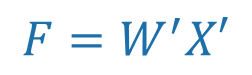 F = W′X′